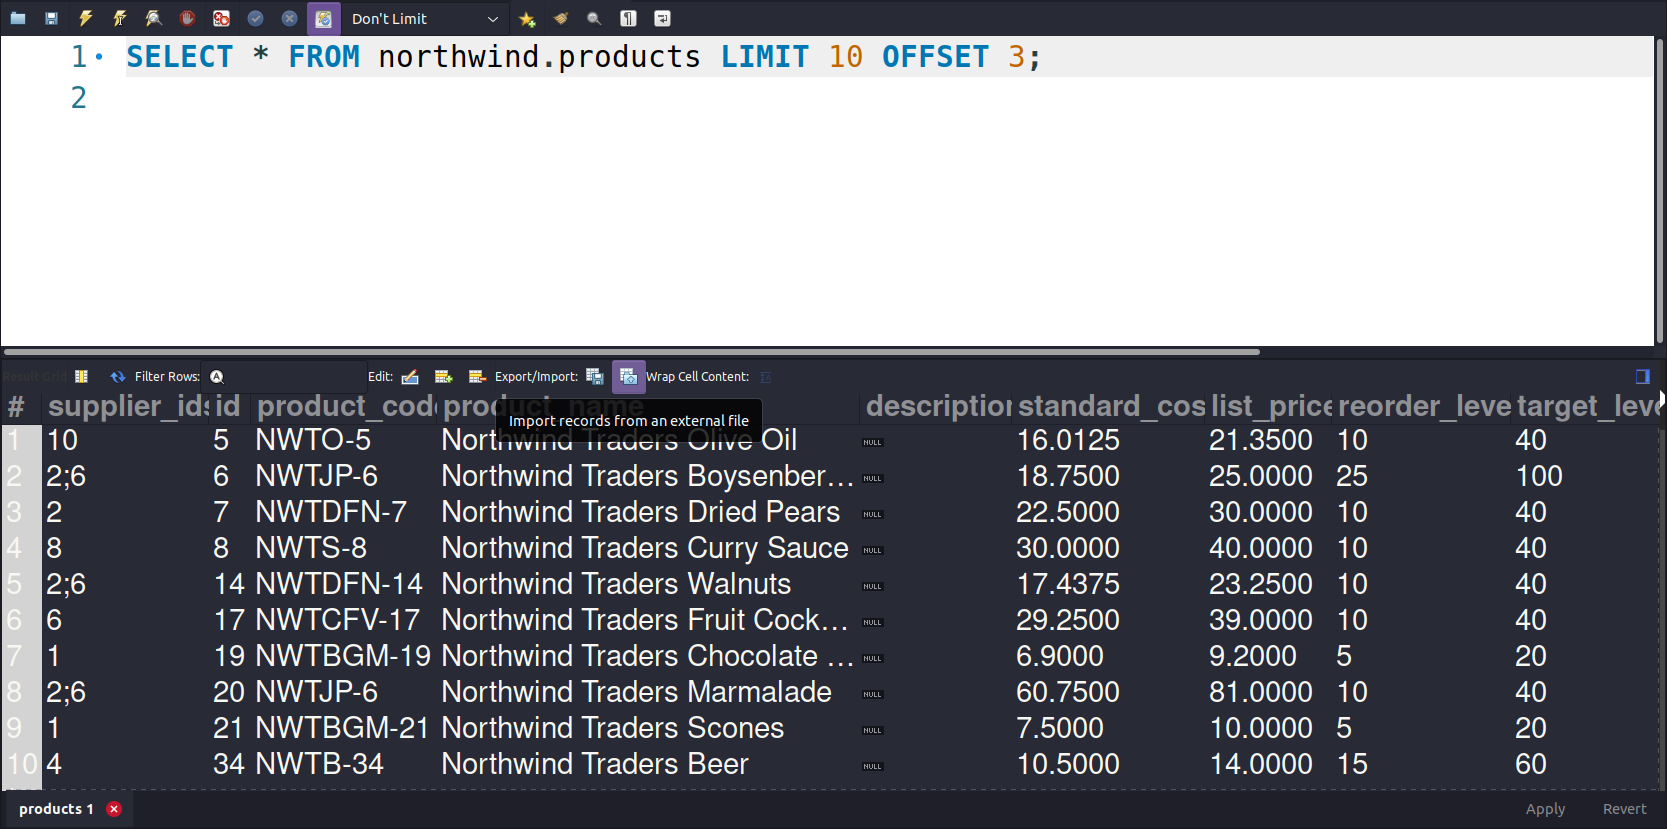 Don't Limit
1 SELECT * FROM northwind.products LIMIT 10 OFFSET 3;
2
Result Grid Filter Rows: Edit: Export/Import: Wrap Cell Content:
# supplier_ids id product_code product_name description standard_cos list_price reorder_leve target_leve
Import records from an external file
1 10 5 NWTO-5 Northwind Traders Olive Oil NULL 16.0125 21.3500 10 40
2 2;6 6 NWTJP-6 Northwind Traders Boysenber... NULL 18.7500 25.0000 25 100
3 2 7 NWTDFN-7 Northwind Traders Dried Pears NULL 22.5000 30.0000 10 40
4 8 8 NWTS-8 Northwind Traders Curry Sauce NULL 30.0000 40.0000 10 40
5 2;6 14 NWTDFN-14 Northwind Traders Walnuts NULL 17.4375 23.2500 10 40
6 6 17 NWTCFV-17 Northwind Traders Fruit Cock... NULL 29.2500 39.0000 10 40
7 1 19 NWTBGM-19 Northwind Traders Chocolate ... NULL 6.9000 9.2000 5 20
8 2;6 20 NWTJP-6 Northwind Traders Marmalade NULL 60.7500 81.0000 10 40
9 1 21 NWTBGM-21 Northwind Traders Scones NULL 7.5000 10.0000 5 20
10 4 34 NWTB-34 Northwind Traders Beer NULL 10.5000 14.0000 15 60
products 1 Apply Revert